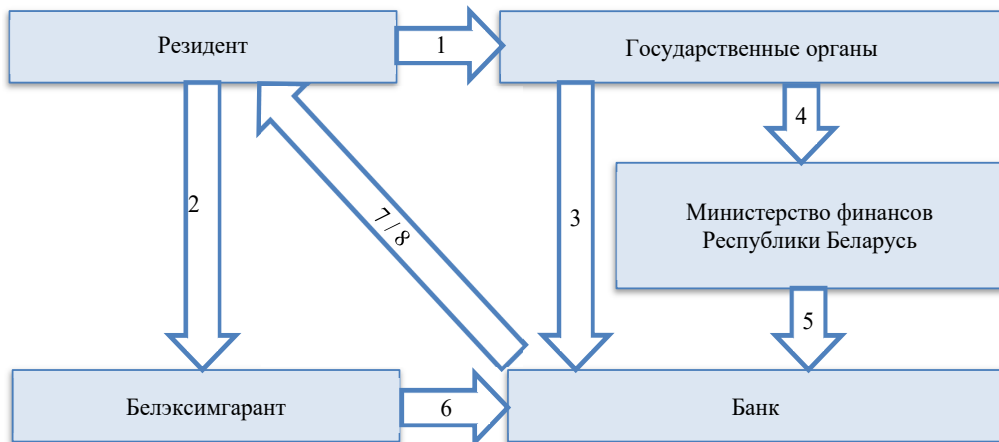 Резидент
1
Государственные органы
4
2
7 / 8
3
Министерство финансов
Республики Беларусь
5
Белэксимгарант
6
Банк